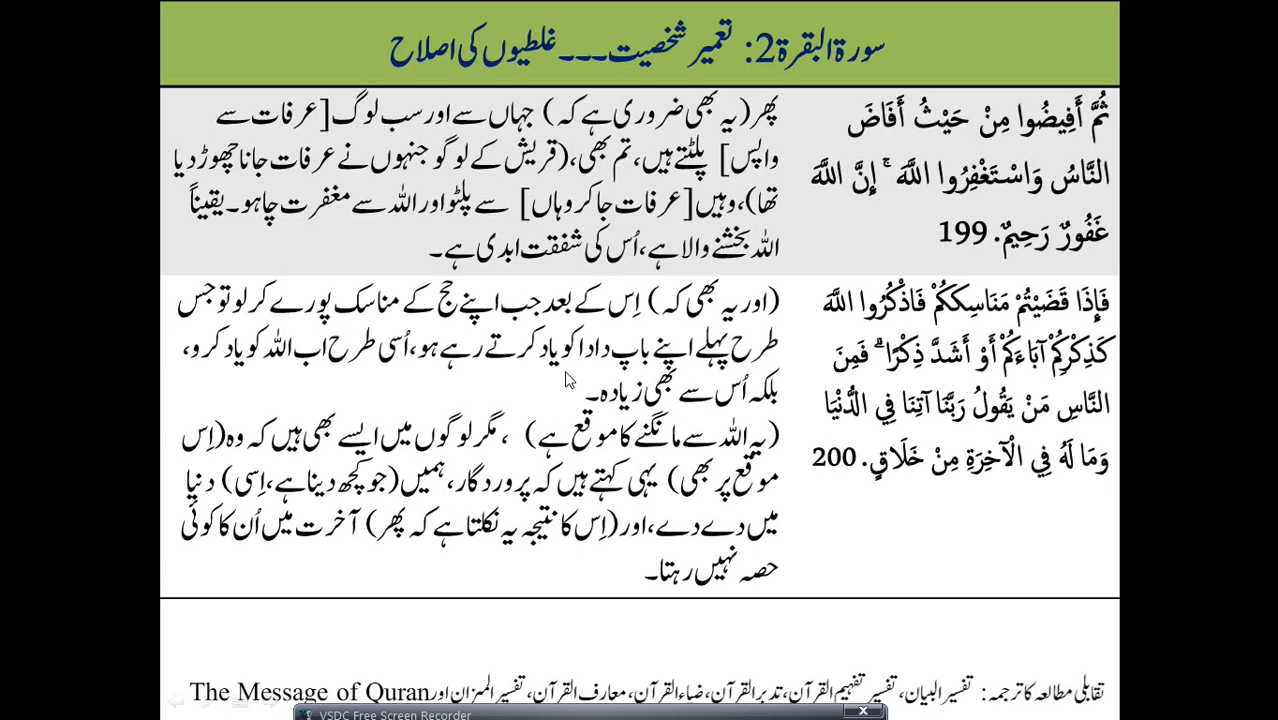 سورۃ البقرۃ 2: تعمیر شخصیت۔۔۔غلطیوں کی اصلاح
ثُمَّ أَفِيضُوا مِنْ حَيْثُ أَفَاضَ
النَّاسُ وَاسْتَغْفِرُوا اللَّهَ ۚ إِنَّ اللَّهَ
غَفُورٌ رَحِيمٌ. 199
پھر (یہ بھی ضروری ہے کہ) جہاں سے اور سب لوگ [عرفات سے
واپس] پلٹتے ہیں، تم بھی، (قریش کے لوگو جنہوں نے عرفات جانا چھوڑ دیا
تھا)، وہیں [عرفات جا کر وہاں] سے پلٹو اور اللہ سے مغفرت چاہو۔ یقیناً
اللہ بخشنے والا ہے، اُس کی شفقت ابدی ہے۔
فَإِذَا قَضَيْتُمْ مَنَاسِكَكُمْ فَاذْكُرُوا اللَّهَ
كَذِكْرِكُمْ آبَاءَكُمْ أَوْ أَشَدَّ ذِكْرًا ۗ فَمِنَ
النَّاسِ مَنْ يَقُولُ رَبَّنَا آتِنَا فِي الدُّنْيَا
وَمَا لَهُ فِي الْآخِرَةِ مِنْ خَلَاقٍ. 200
(اور یہ بھی کہ) اِس کے بعد جب اپنے حج کے مناسک پورے کر لو تو جس
طرح پہلے اپنے باپ دادا کو یاد کرتے رہے ہو، اُسی طرح اب اللہ کو یاد کرو،
بلکہ اُس سے بھی زیادہ۔
(یہ اللہ سے مانگنے کا موقع ہے) ، مگر لوگوں میں ایسے بھی ہیں کہ وہ (اِس
موقع پر بھی) یہی کہتے ہیں کہ پروردگار، ہمیں (جو کچھ دینا ہے، اِسی) دنیا
میں دے دے، اور (اِس کا نتیجہ یہ نکلتا ہے کہ پھر) آخرت میں اُن کا کوئی
حصہ نہیں رہتا۔
تقابلی مطالعہ کا ترجمہ: تفسیر البیان، تفسیر تفہیم القرآن، تدبر القرآن، ضیاء القرآن، معارف القرآن، تفسیر المیزان اور The Message of Quran
VSDC Free Screen Recorder